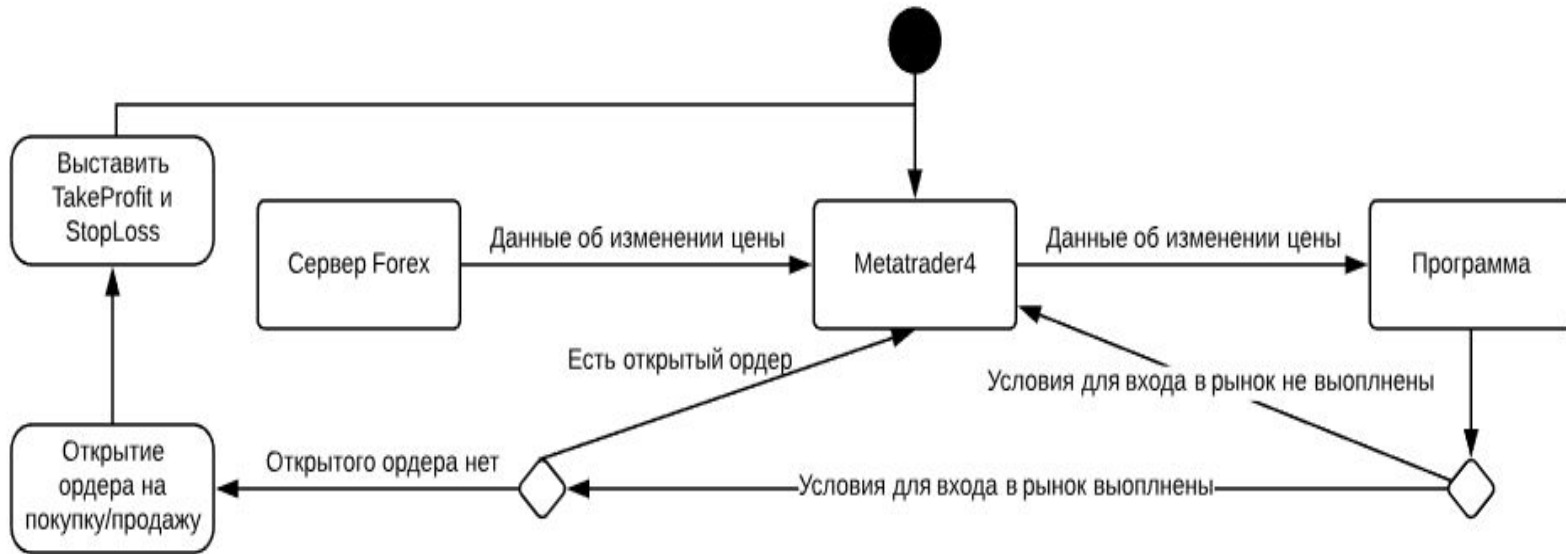 Выставить
TakeProfit и
StopLoss
Сервер Forex
Данные об изменении цены
Metatrader4
Данные об изменении цены
Программа
Есть открытый ордер
Условия для входа в рынок не выоплнены
Открытие
ордера на
покупку/продажу
Открытого ордера нет
Условия для входа в рынок выоплнены